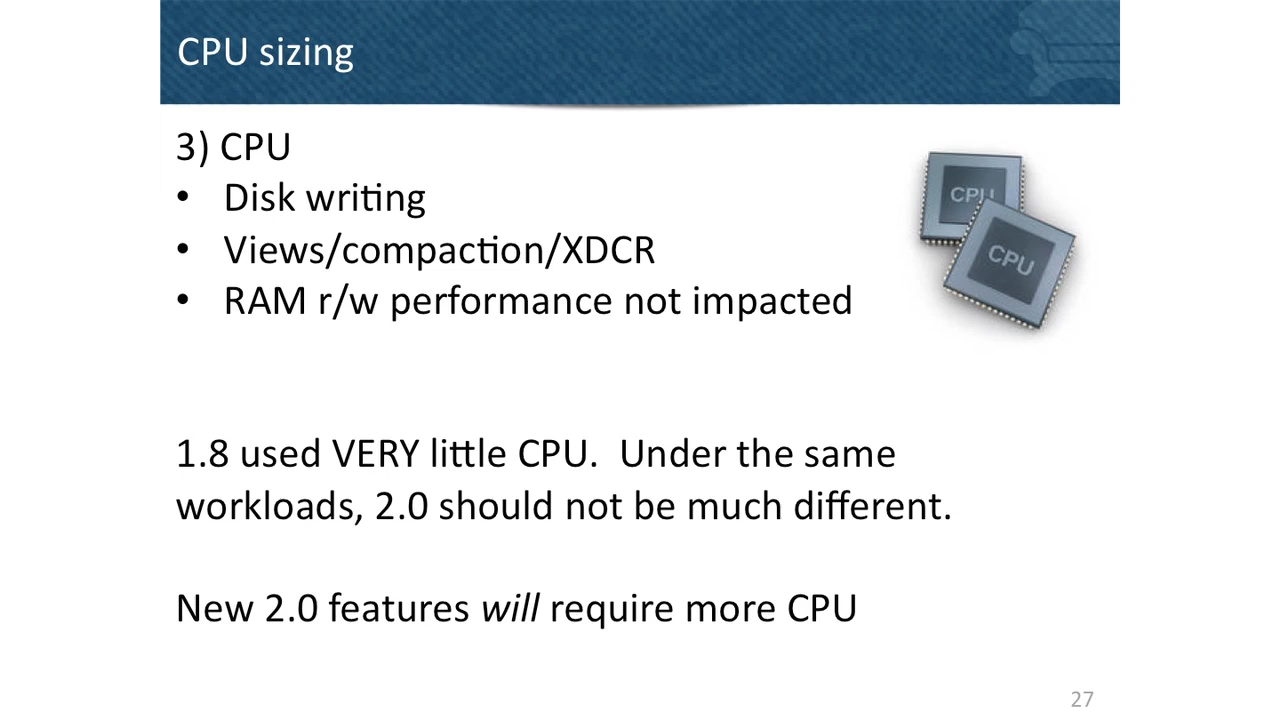 CPU sizing
3) CPU
• Disk writing
• Views/compaction/XDCR
• RAM r/w performance not impacted
CPU
CPU
1.8 used VERY little CPU.  Under the same
workloads, 2.0 should not be much different.
New 2.0 features will require more CPU
27